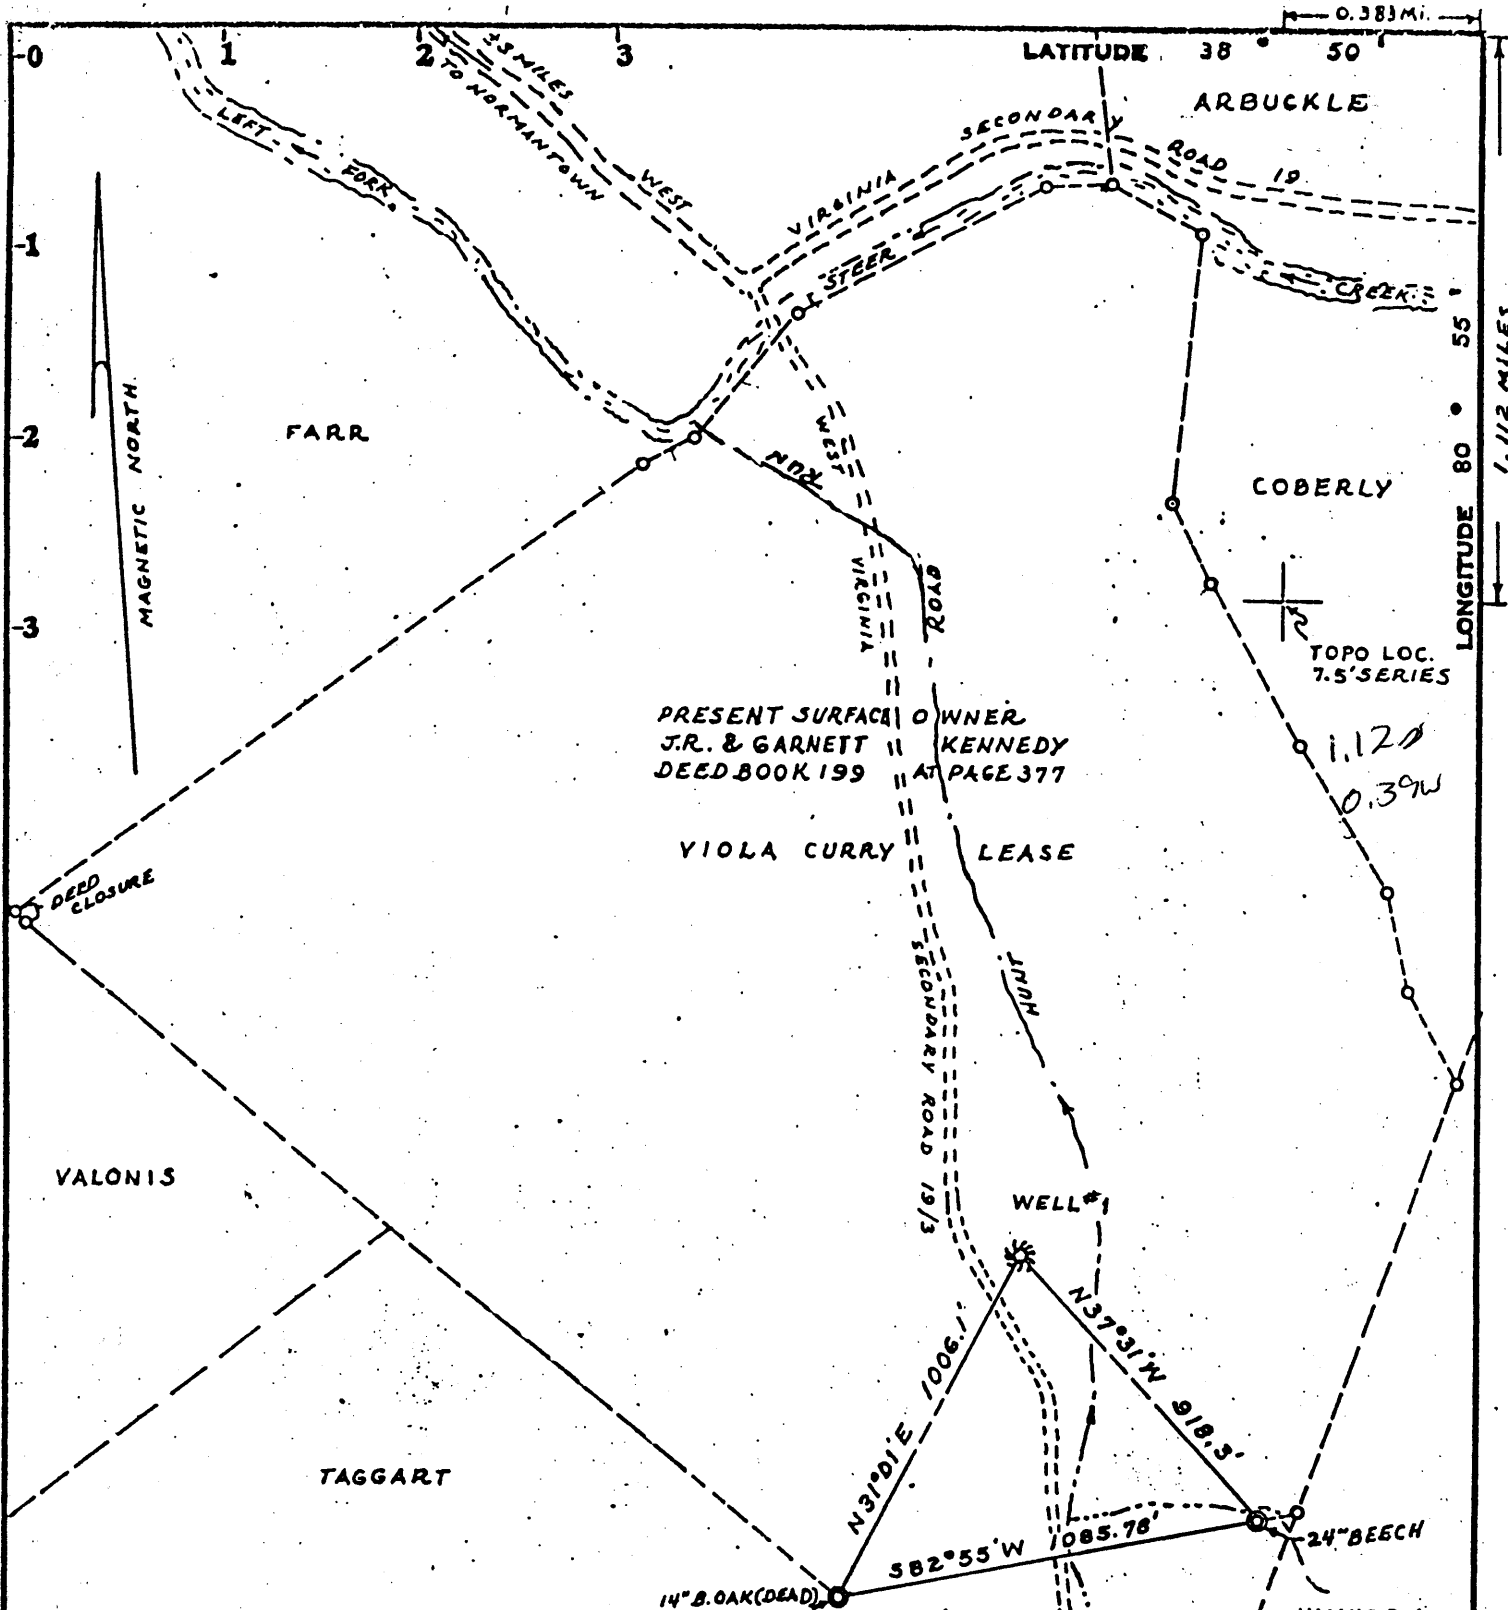 0.383 Mi.
0 1 2 3 LATITUDE 38° 50'
±3 MILES
TO NORMANTOWN
ARBUCKLE
WEST VIRGINIA SECONDARY ROAD 19
LEFT FORK
STEER CREEK
-1
-2
-3
MAGNETIC NORTH.
FARR
RUN
WEST
VIRGINIA
COBERLY
LONGITUDE 80° 55'
1.112 MILES
TOPO LOC.
7.5' SERIES
1.12
0.39W
PRESENT SURFACE OWNER
J.R. & GARNETT KENNEDY
DEED BOOK 199 AT PAGE 377
VIOLA CURRY LEASE
DEED
CLOSURE
HUNT
SECONDARY ROAD 19/3
VALONIS
WELL #1
N37°31'W 918.3'
N31°01'E 1006.1'
TAGGART
S82°55'W 1085.78'
24" BEECH
14" B. OAK (DEAD)